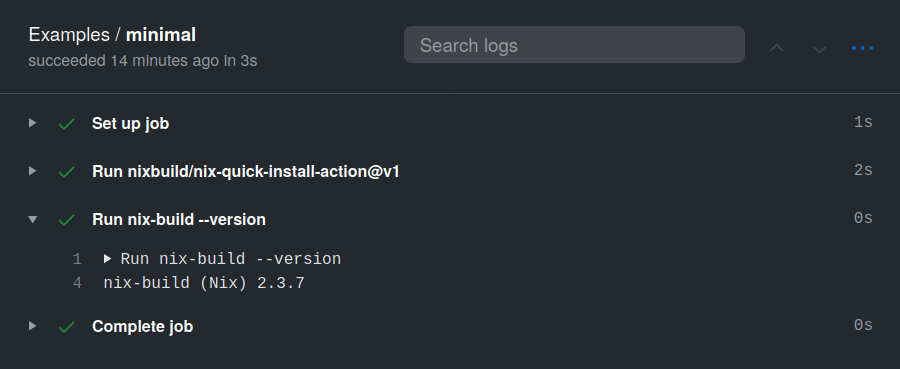 Examples / minimal
succeeded 14 minutes ago in 3s
Search logs
Set up job 1s
Run nixbuild/nix-quick-install-action@v1 2s
Run nix-build --version 0s
1 Run nix-build --version
4 nix-build (Nix) 2.3.7
Complete job 0s